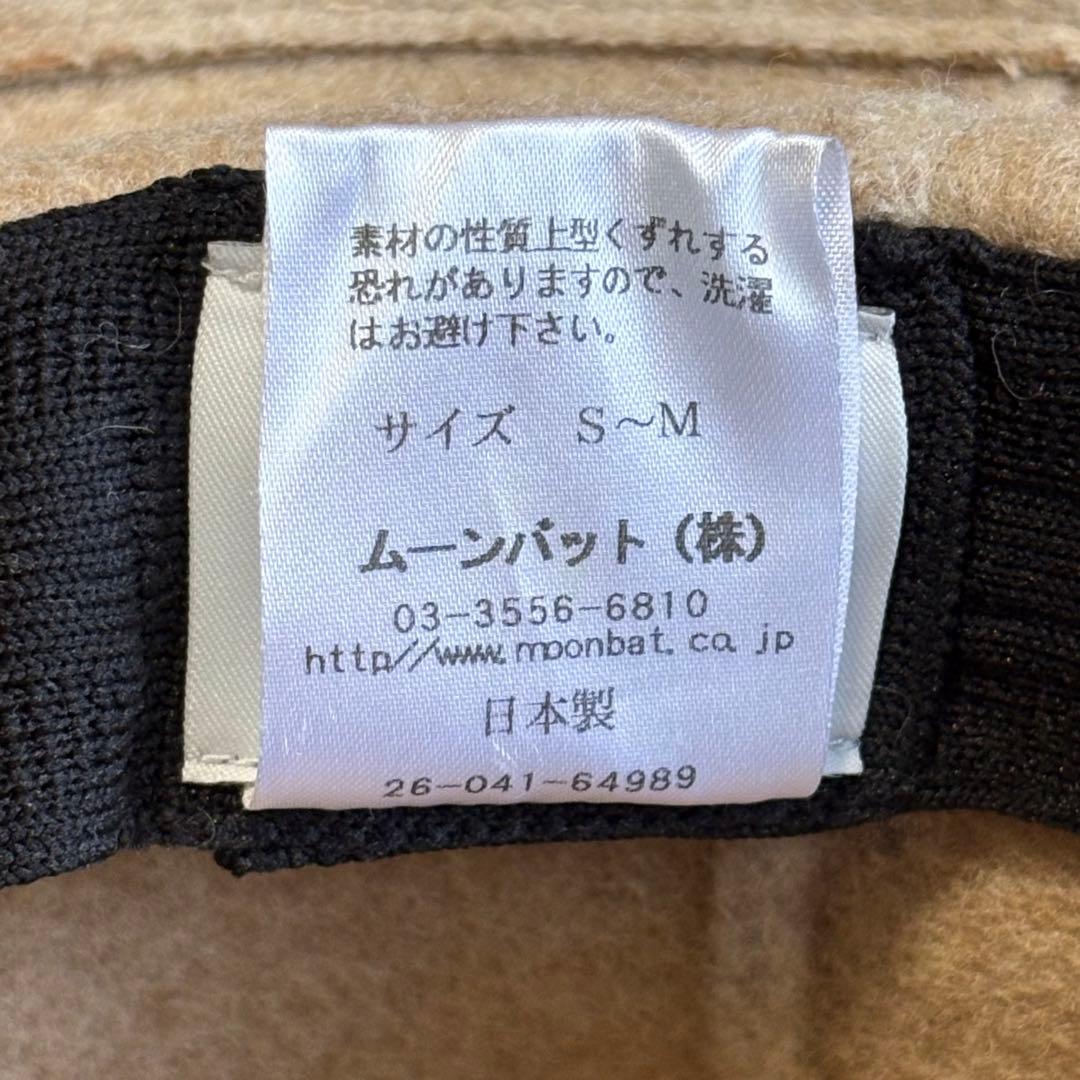 素材の性質上型くずれする
恐れがありますので、洗濯
はお避け下さい。
サイズ　S〜M
ムーンバット（株）
03-3556-6810
http://www.moonbat.co.jp
日本製
26-041-64989